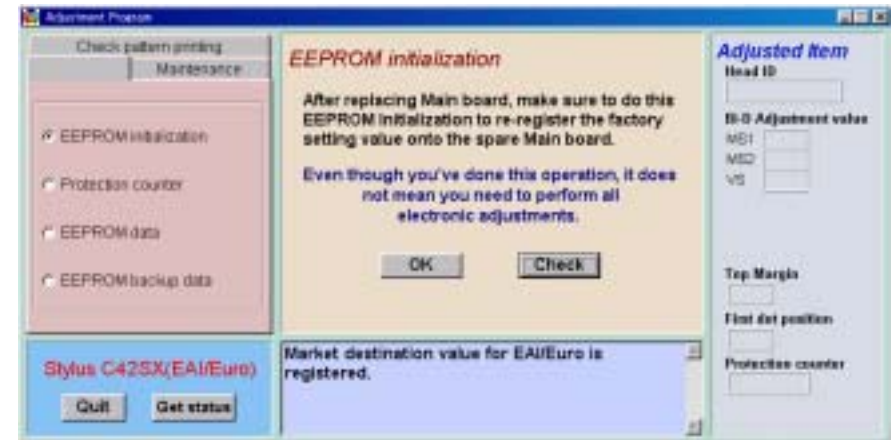 Adjustment Program
Check pattern printing
Maintenance
EEPROM initialization
Protection counter
EEPROM data
EEPROM backup data
Stylus C42SX(EAI/Euro)
Quit
Get status
EEPROM initialization
After replacing Main board, make sure to do this
EEPROM Initialization to re-register the factory
setting value onto the spare Main board.
Even though you've done this operation, it does
not mean you need to perform all
electronic adjustments.
OK
Check
Market destination value for EAI/Euro is
registered.
Adjusted Item
Head ID
Bi-D Adjustment value
MS1
MS2
VS
Top Margin
First dot position
Protection counter